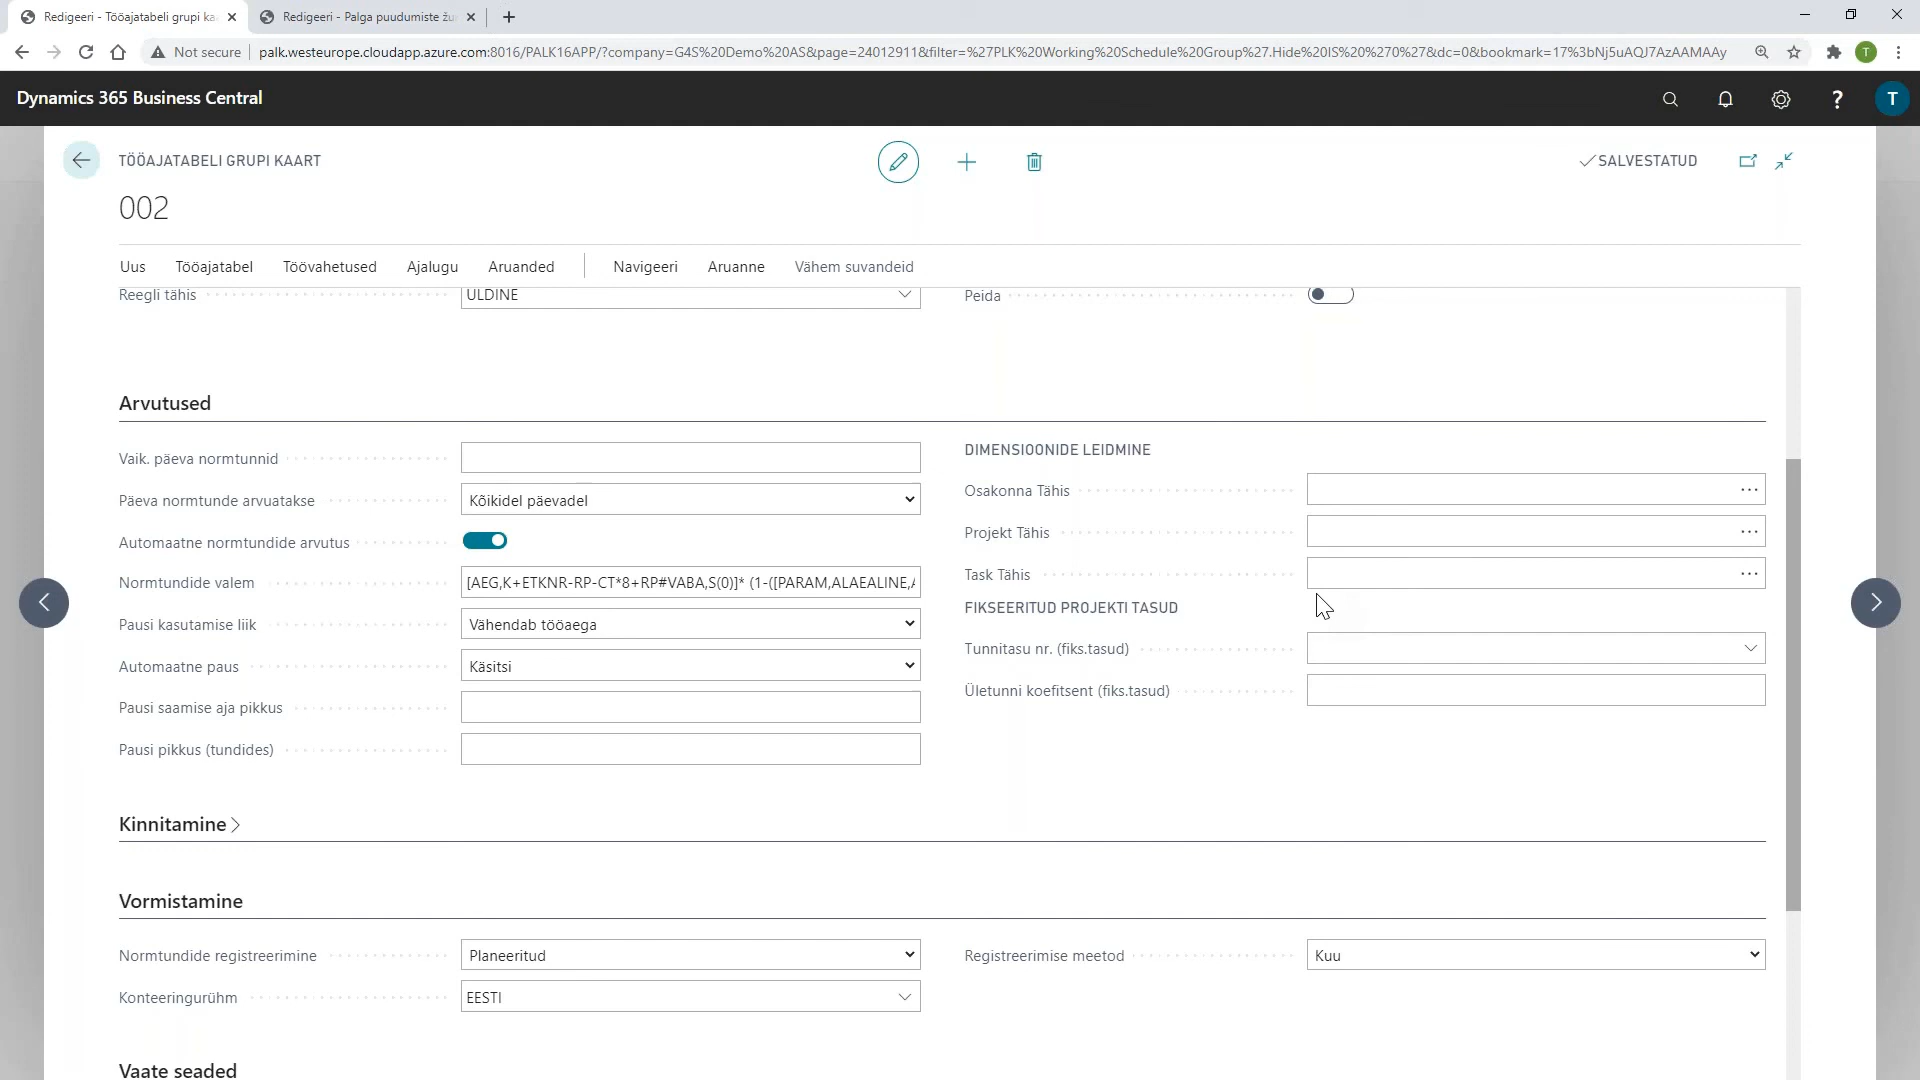 Redigeeri - Tööajatabeli grupi ka
Redigeeri - Palga puudumiste žu
Not secure
palk.westeurope.cloudapp.azure.com:8016/PALK16APP/?company=G4S%20Demo%20AS&page=24012911&filter=%27PLK%20Working%20Schedule%20Group%27.Hide%20IS%20%270%27&dc=0&bookmark=17%3bNj5uAQJ7AzAAMAAy
T
Dynamics 365 Business Central
?
T
TÖÖAJATABELI GRUPI KAART
SALVESTATUD
002
Uus Tööajatabel Töövahetused Ajalugu Aruanded Navigeeri Aruanne Vähem suvandeid
Reegli tähis ÜLDINE
Peida
Arvutused
Vaik. päeva normtunnid
Päeva normtunde arvuatakse Kõikidel päevadel
Automaatne normtundide arvutus
Normtundide valem [AEG,K+ETKNR-RP-CT*8+RP#VABA,S(0)]* (1-([PARAM,ALAEALINE,
Pausi kasutamise liik Vähendab tööaega
Automaatne paus Käsitsi
Pausi saamise aja pikkus
Pausi pikkus (tundides)
DIMENSIOONIDE LEIDMINE
Osakonna Tähis
Projekt Tähis
Task Tähis
FIKSEERITUD PROJEKTI TASUD
Tunnitasu nr. (fiks.tasud)
Ületunni koefitsent (fiks.tasud)
Kinnitamine
Vormistamine
Normtundide registreerimine Planeeritud
Konteeringurühm EESTI
Registreerimise meetod Kuu
Vaate seaded